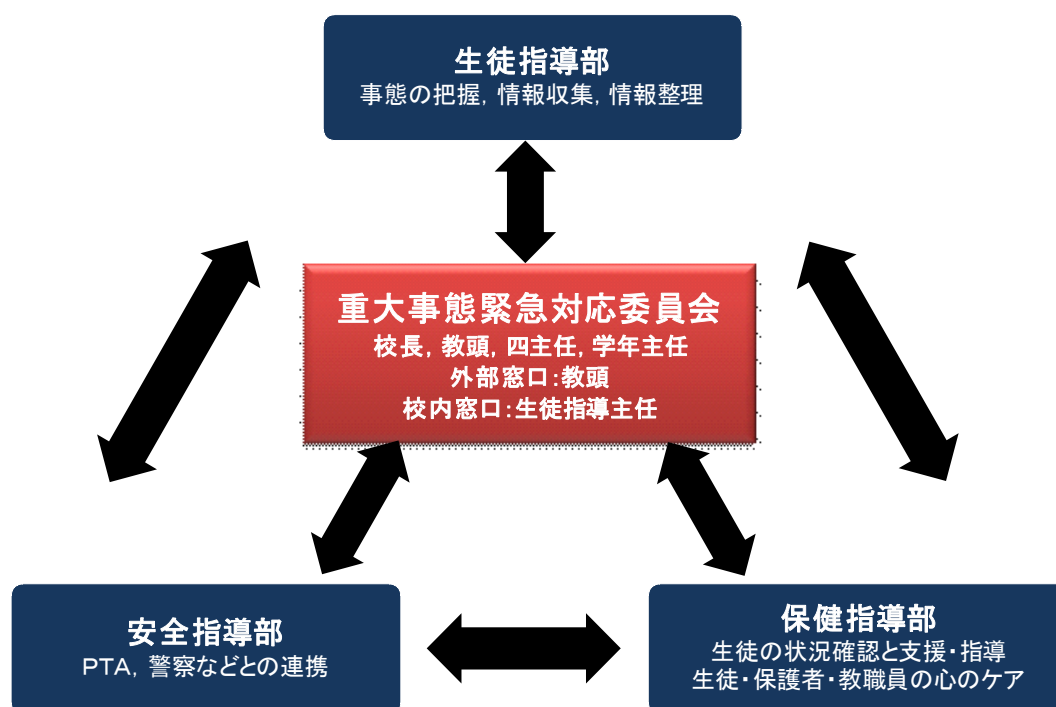 生徒指導部
事態の把握，情報収集，情報整理
重大事態緊急対応委員会
校長，教頭，四主任，学年主任
外部窓口：教頭
校内窓口：生徒指導主任
安全指導部
PTA，警察などとの連携
保健指導部
生徒の状況確認と支援・指導
生徒・保護者・教職員の心のケア